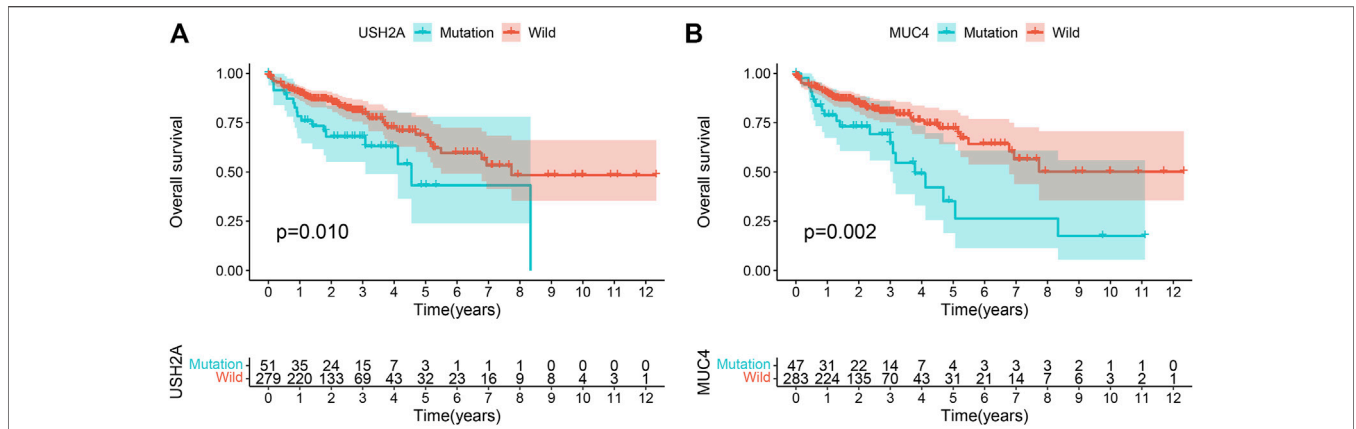 A
USH2A Mutation Wild
1.00
0.75
0.50
0.25
0.00
Overall survival
p=0.010
0 1 2 3 4 5 6 7 8 9 10 11 12
Time(years)
USH2A
Mutation 51 35 24 15 7 3 1 1 1 0 0 0 0
Wild 279 220 133 69 43 32 23 16 9 8 4 3 1
0 1 2 3 4 5 6 7 8 9 10 11 12
Time(years)
B
MUC4 Mutation Wild
1.00
0.75
0.50
0.25
0.00
Overall survival
p=0.002
0 1 2 3 4 5 6 7 8 9 10 11 12
Time(years)
MUC4
Mutation 47 31 22 14 7 4 3 3 3 2 1 1 0
Wild 283 224 135 70 43 31 21 14 7 6 3 2 1
0 1 2 3 4 5 6 7 8 9 10 11 12
Time(years)